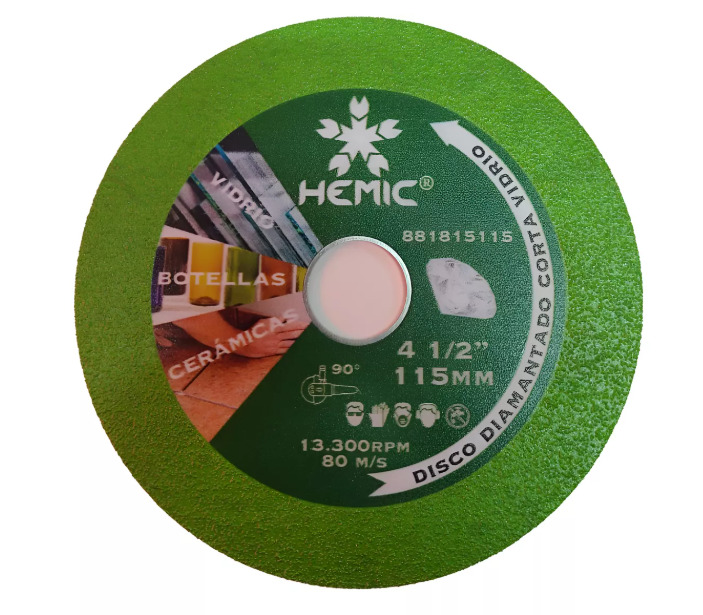 HEMIC®
881815115
VIDRIO
BOTELLAS
CERÁMICAS
4 1/2”
115MM
90°
13.300RPM
80 M/S
DISCO DIAMANTADO CORTA VIDRIO